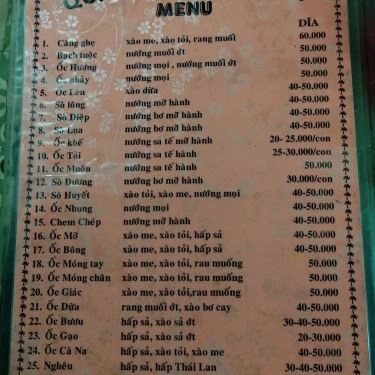 MENU
DĨA
1. Càng ghẹ xào me, xào tỏi, rang muối 60.000
2. Bạch tuộc nướng muối ớt 50.000
3. Ốc Hương nướng mọi , nướng muối ớt 50.000
4. Ốc nhảy nướng mọi 50.000
5. Ốc Len xào dừa 40-50.000
6. Sò lông nướng mỡ hành 40-50.000
7. Sò Điệp nướng bơ mỡ hành 40-50.000
8. Sò Lụa nướng bơ mỡ hành 40-50.000
9. Ốc khế nướng sa tế hành 20- 25.000/con
10. Ốc Tỏi nướng sa tế hành 25-30.000/con
11. Ốc Muôn nướng sa tế hành 50.000
12. Sò Dương nướng bơ mỡ hành 30.000/con
13. Sò Huyết xào tỏi, xào me, nướng mọi 40-50.000
14. Ốc Nhung nướng mọi 40-50.000
15. Chem Chép nướng mỡ hành 40-50.000
16. Ốc Mỡ xào me, xào tỏi, hấp sả 40-50.000
17. Ốc Bông xào me, xào tỏi, hấp sả 40-50.000
18. Ốc Móng tay xào me, xào tỏi, rau muống 50.000
19. Ốc Móng chân xào me, xào tỏi, rau muống 50.000
20. Ốc Giác xào me, xào tỏi,rau muống 50.000
21. Ốc Dừa rang muối ớt, xào bơ cay 40-50.000
22. Ốc Bươu hấp sả, xào sả ớt 30-40-50.000
23. Ốc Gạo hấp sả, xào sả ớt 20-30.000
24. Ốc Cà Na xào me, xào tỏi, xào me 40-50.000
25. Nghêu hấp sả, hấp Thái Lan 30-40-50.000